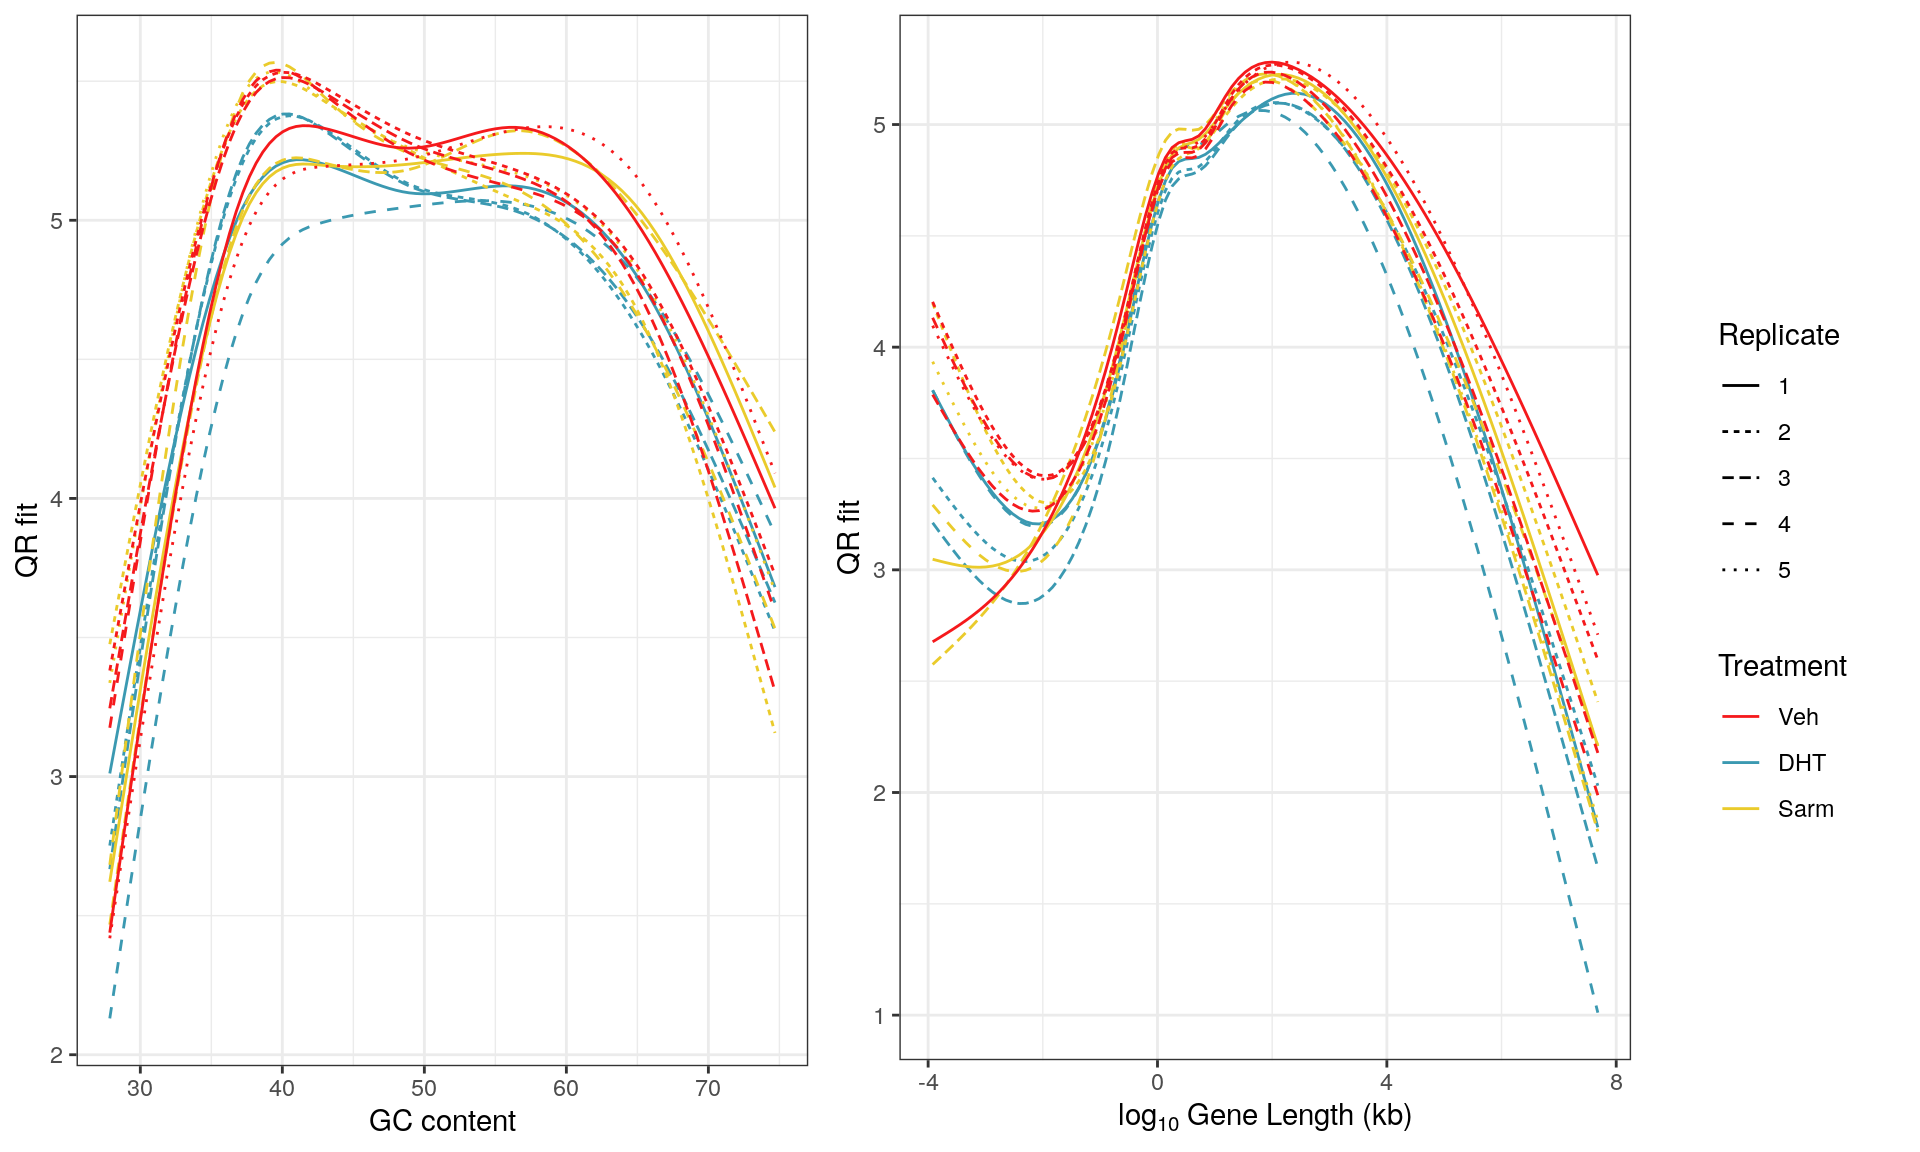 5
4
3
2
QR fit
30 40 50 60 70
GC content
5
4
3
2
1
QR fit
-4 0 4 8
log₁₀ Gene Length (kb)
Replicate
1
2
3
4
5
Treatment
Veh
DHT
Sarm